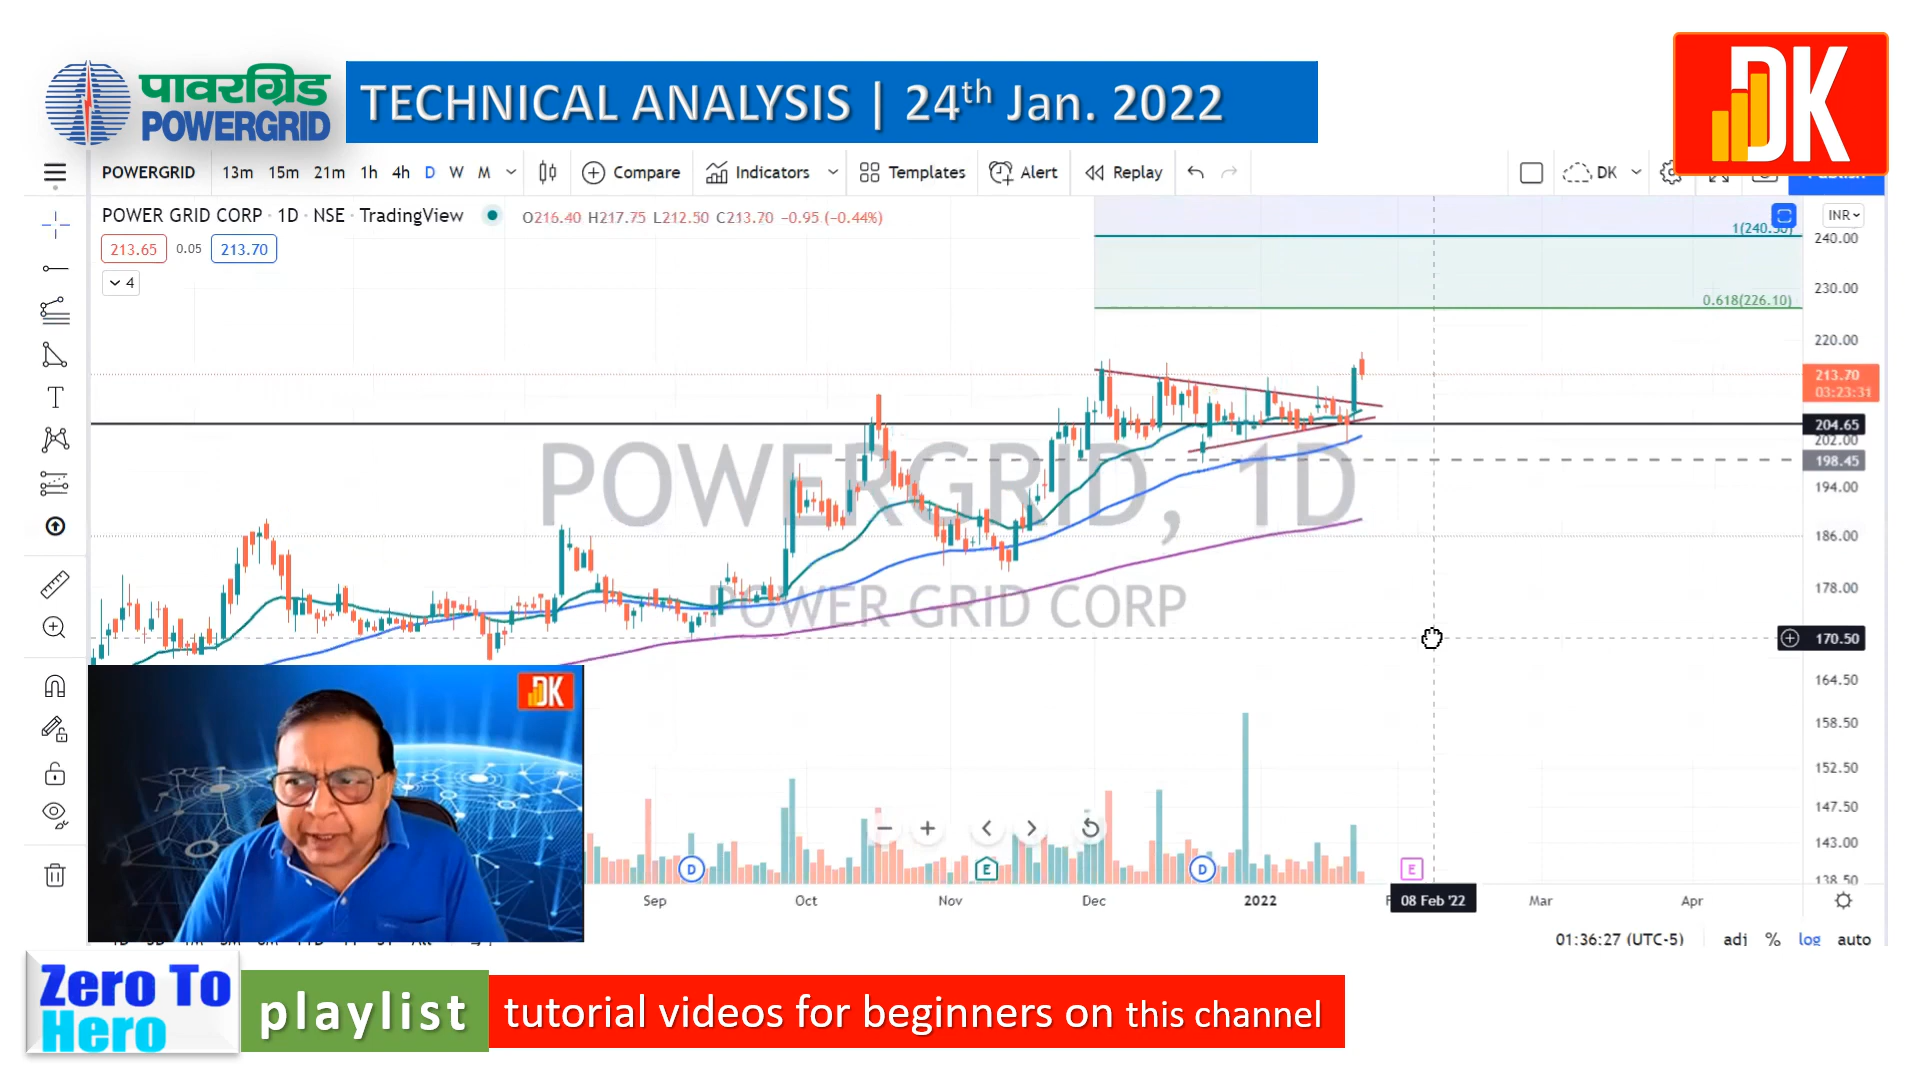 पावरग्रिड
POWERGRID
TECHNICAL ANALYSIS | 24th Jan. 2022
DK
POWERGRID 13m 15m 21m 1h 4h D W M Compare Indicators Templates Alert Replay DK
POWER GRID CORP · 1D · NSE · TradingView O216.40 H217.75 L212.50 C213.70 −0.95 (−0.44%)
INR
213.65 0.05 213.70
4
1(240.50)
240.00
230.00
0.618(226.10)
220.00
213.70
03:23:31
204.65
202.00
198.45
194.00
186.00
178.00
170.50
164.50
158.50
152.50
147.50
143.00
138.50
POWERGRID, 1D
POWER GRID CORP
DK
D E D E
Sep Oct Nov Dec 2022 08 Feb '22 Mar Apr
01:36:27 (UTC-5) adj % log auto
Zero To
Hero
playlist
tutorial videos for beginners on this channel